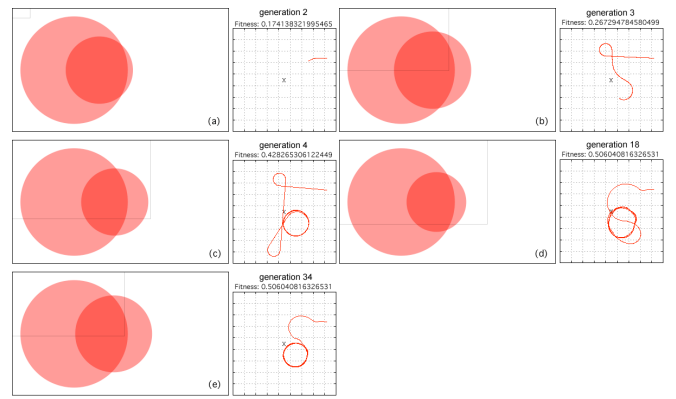 generation 2
Fitness: 0.174138321995465
X
(a)
generation 3
Fitness: 0.267294784580499
X
(b)
generation 4
Fitness: 0.428265306122449
X
(c)
generation 18
Fitness: 0.506040816326531
X
(d)
generation 34
Fitness: 0.506040816326531
X
(e)